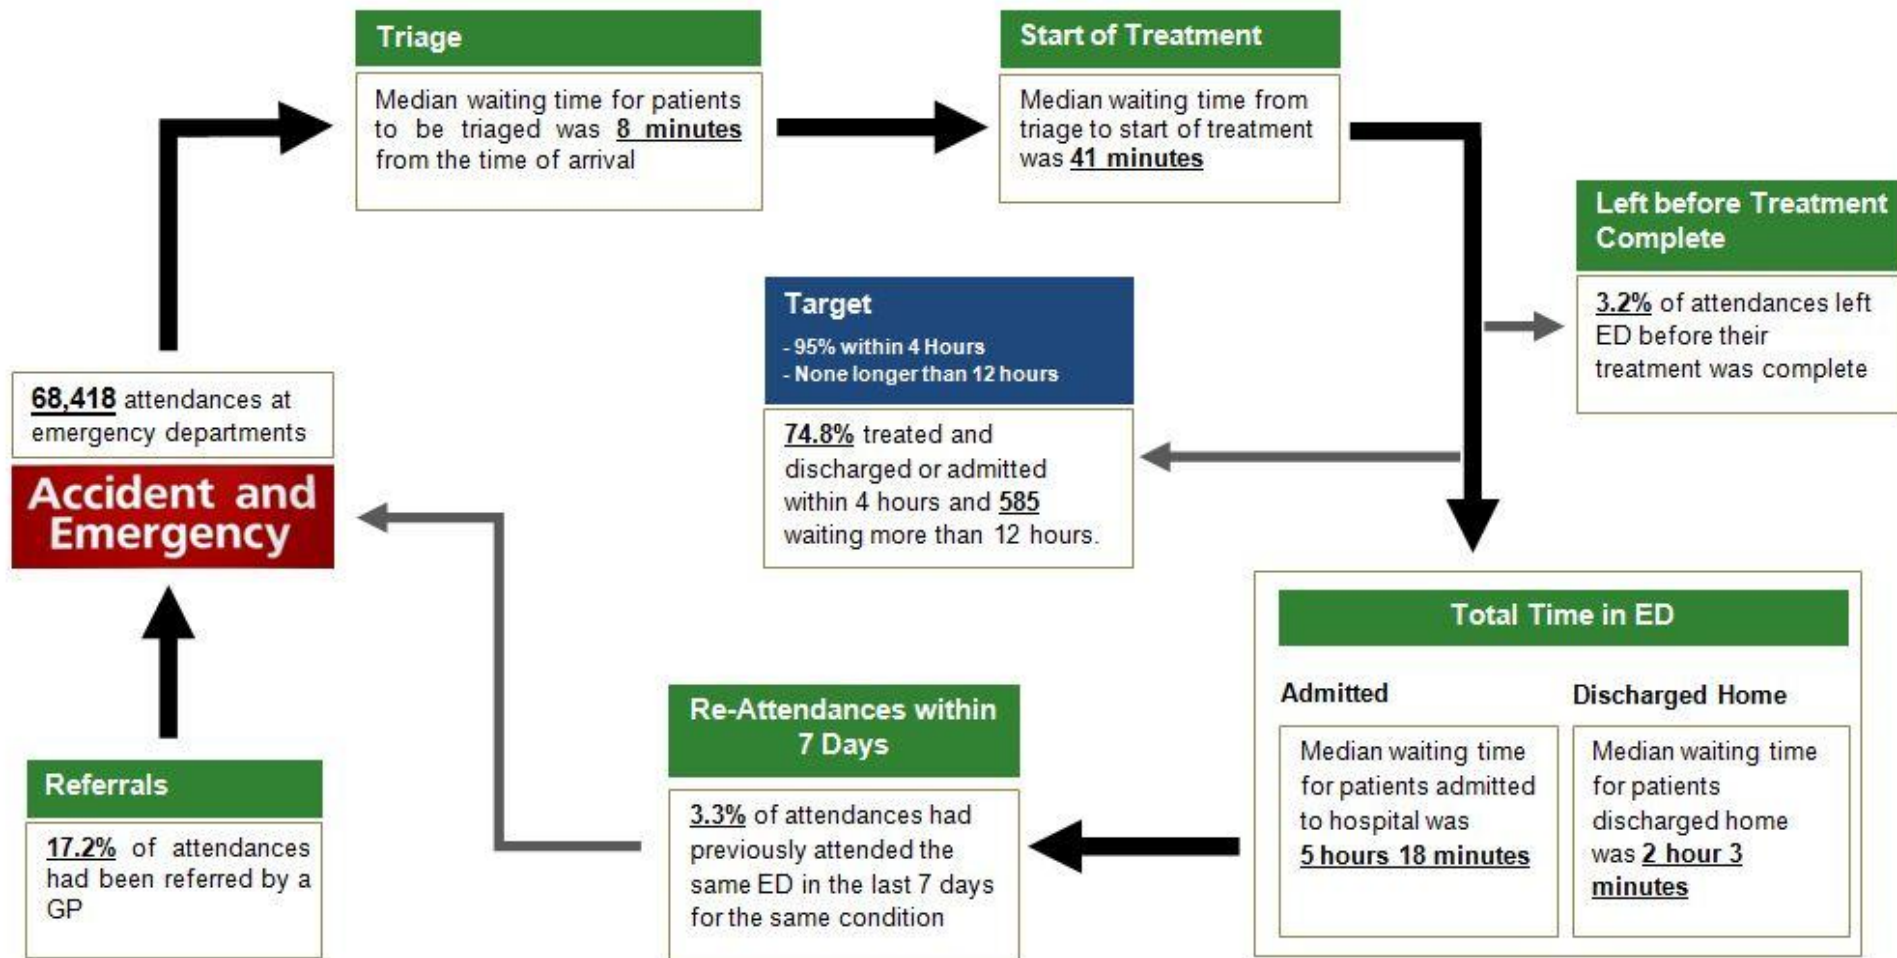 Triage
Median waiting time for patients
to be triaged was 8 minutes
from the time of arrival
Start of Treatment
Median waiting time from
triage to start of treatment
was 41 minutes
Left before Treatment
Complete
3.2% of attendances left
ED before their
treatment was complete
Target
- 95% within 4 Hours
- None longer than 12 hours
74.8% treated and
discharged or admitted
within 4 hours and 585
waiting more than 12 hours.
68,418 attendances at
emergency departments
Accident and
Emergency
Referrals
17.2% of attendances
had been referred by a
GP
Re-Attendances within
7 Days
3.3% of attendances had
previously attended the
same ED in the last 7 days
for the same condition
Total Time in ED
Admitted
Median waiting time
for patients admitted
to hospital was
5 hours 18 minutes
Discharged Home
Median waiting time
for patients
discharged home
was 2 hour 3
minutes